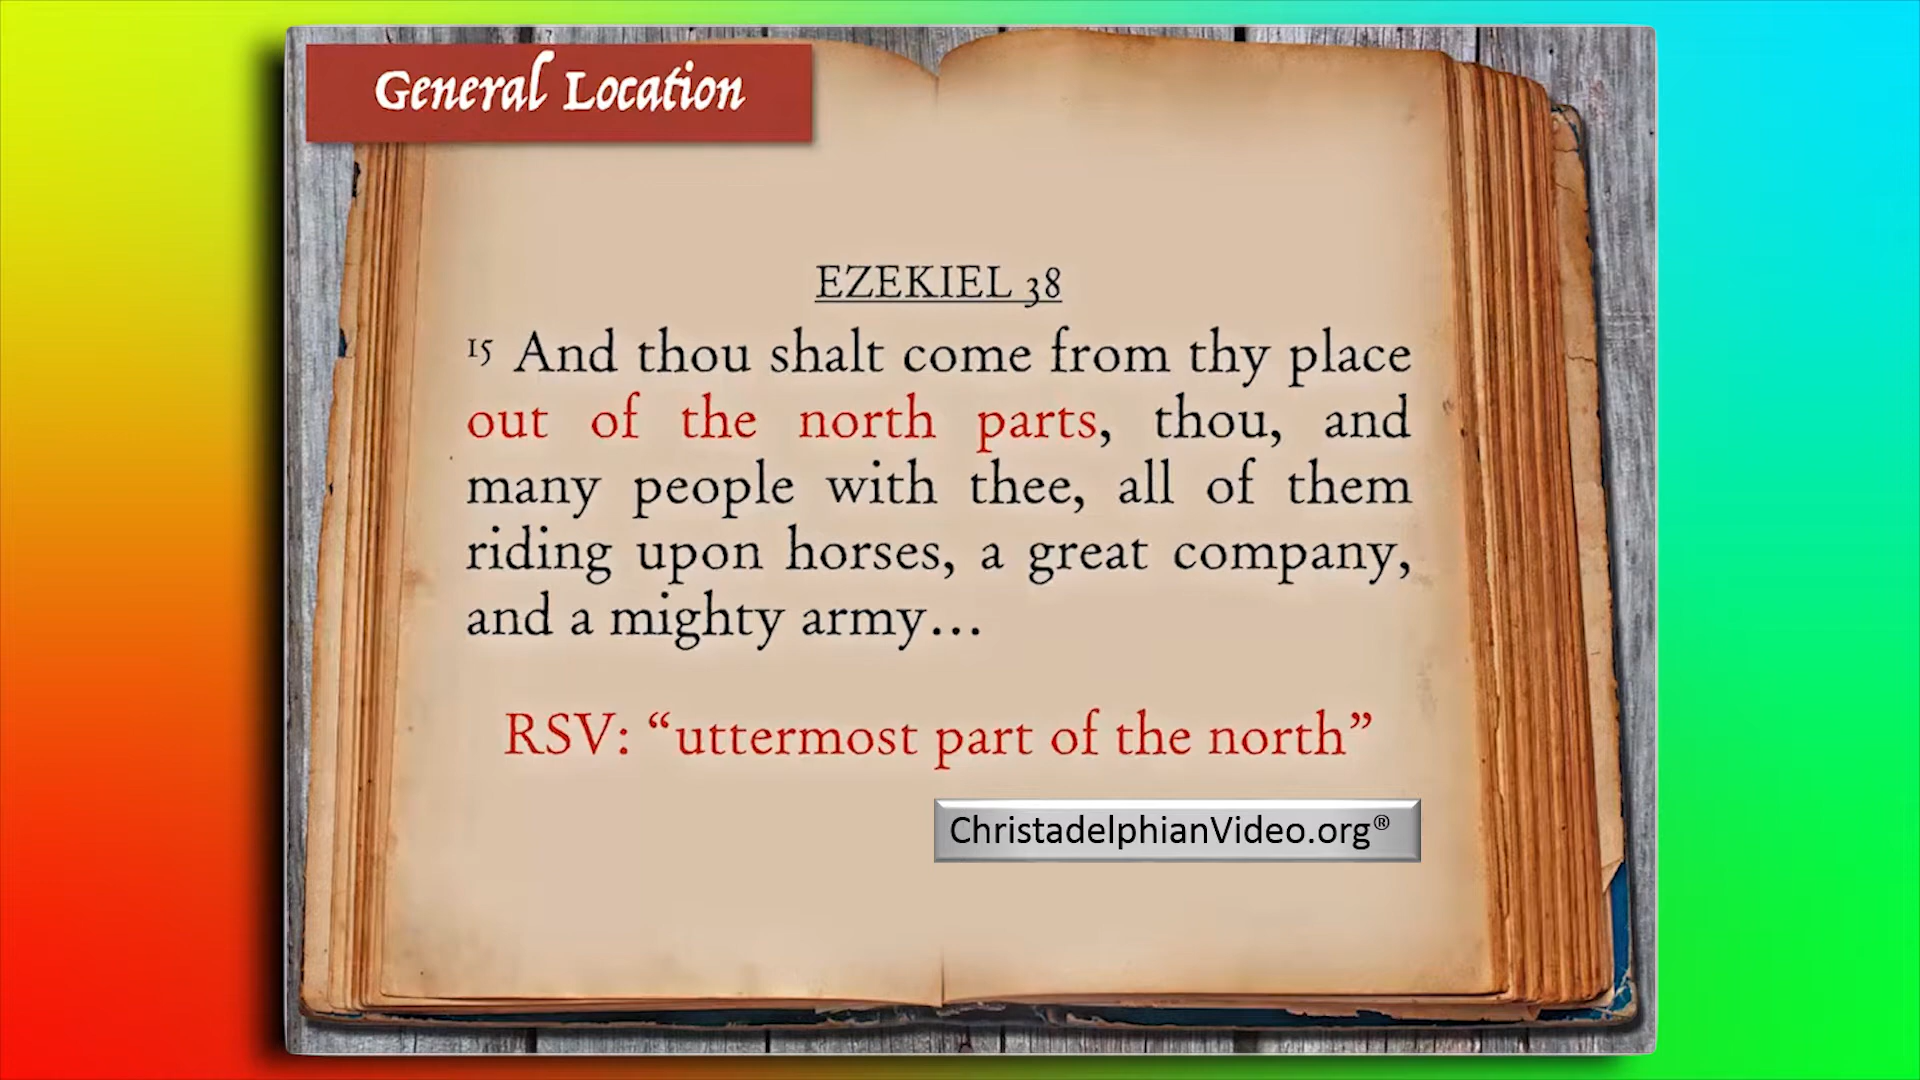 General Location
EZEKIEL 38
15 And thou shalt come from thy place
out of the north parts, thou, and
many people with thee, all of them
riding upon horses, a great company,
and a mighty army…
RSV: “uttermost part of the north”
ChristadelphianVideo.org®